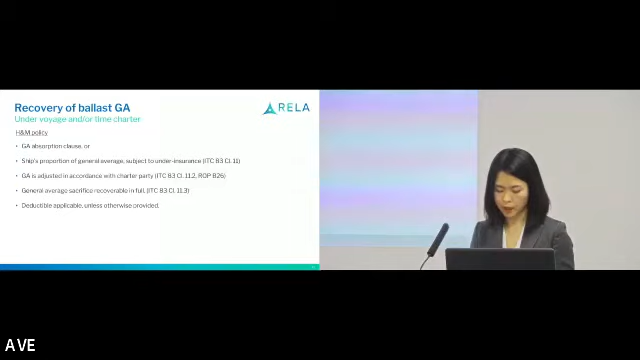 Recovery of ballast GA
Under voyage and/or time charter
RELA
H&M policy
• GA absorption clause, or
• Ship's proportion of general average, subject to under-insurance (ITC 83 Cl. 11)
• GA is adjusted in accordance with charter party (ITC 83 Cl. 11.2, ROP B26)
• General average sacrifice recoverable in full, (ITC 83 Cl. 11.3)
• Deductible applicable, unless otherwise provided.
AVE